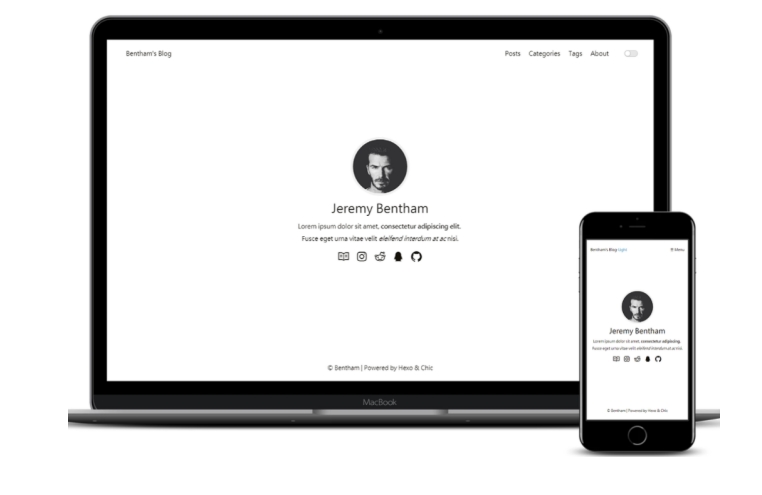 Bentham's Blog
Posts Categories Tags About
Jeremy Bentham
Lorem ipsum dolor sit amet, consectetur adipiscing elit.
Fusce eget urna vitae velit eleifend interdum at ac nisi.
© Bentham | Powered by Hexo & Chic
MacBook
Bentham's Blog Light
Menu
Jeremy Bentham
Lorem ipsum dolor sit amet, consectetur adipiscing.
Fusce eget urna vitae velit eleifend interdum at ac nisi.
© Bentham | Powered by Hexo & Chic